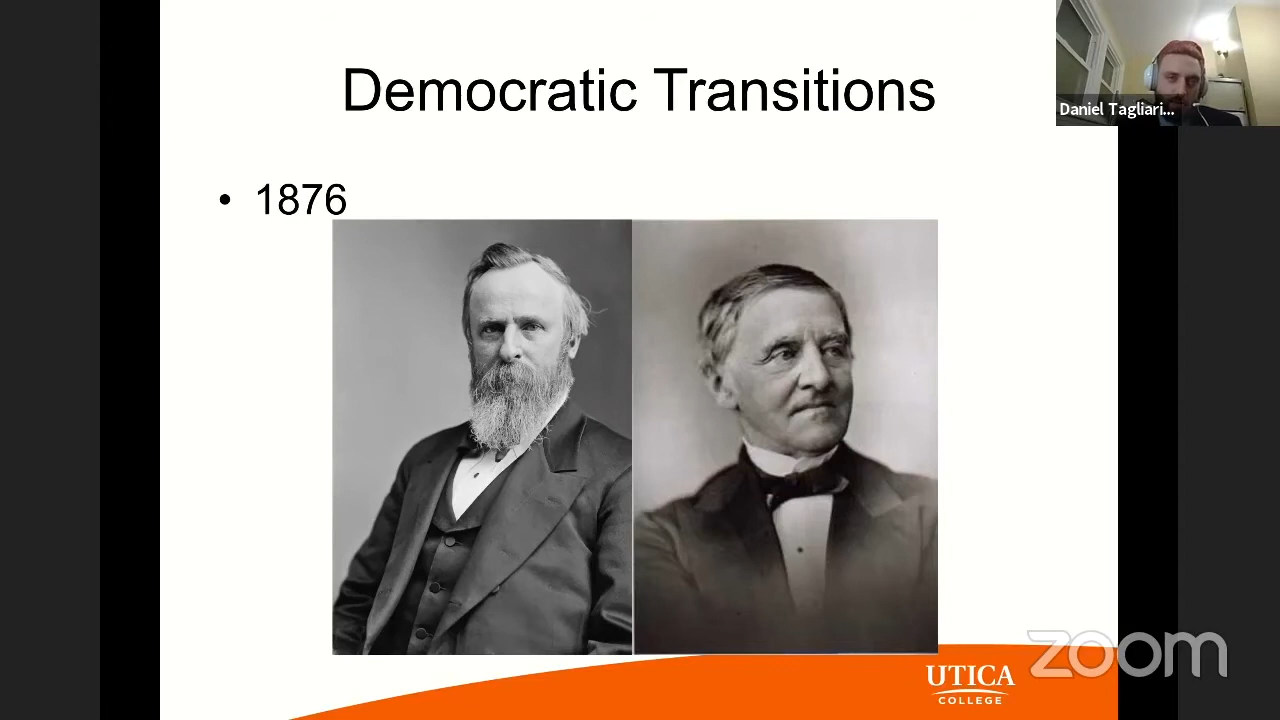 Democratic Transitions
Daniel Tagliari...
• 1876
zoom
UTICA
COLLEGE